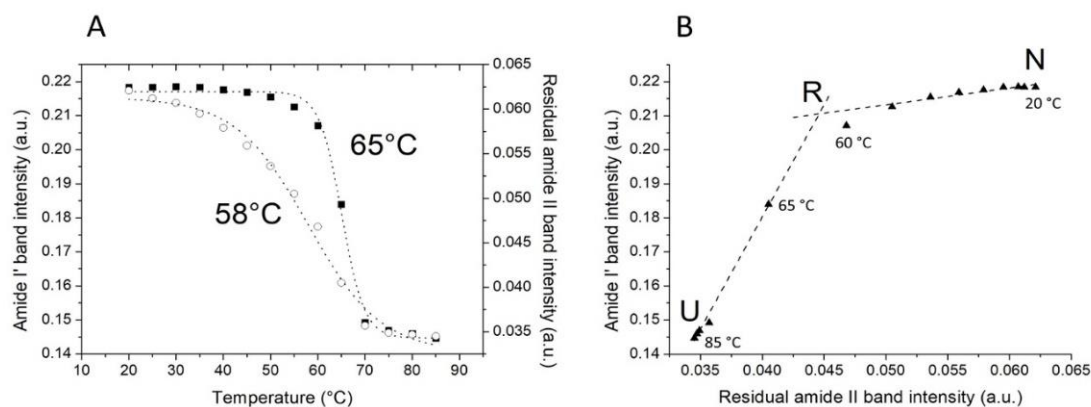 A
Amide I' band intensity (a.u.)
0.22
0.21
0.20
0.19
0.18
0.17
0.16
0.15
0.14
65°C
58°C
0.065
0.060
0.055
0.050
0.045
0.040
0.035
Residual amide II band intensity (a.u.)
10 20 30 40 50 60 70 80 90
Temperature (°C)
B
Amide I' band intensity (a.u.)
0.22
0.21
0.20
0.19
0.18
0.17
0.16
0.15
0.14
N
R
20 °C
60 °C
65 °C
U
85 °C
0.035 0.040 0.045 0.050 0.055 0.060 0.065
Residual amide II band intensity (a.u.)